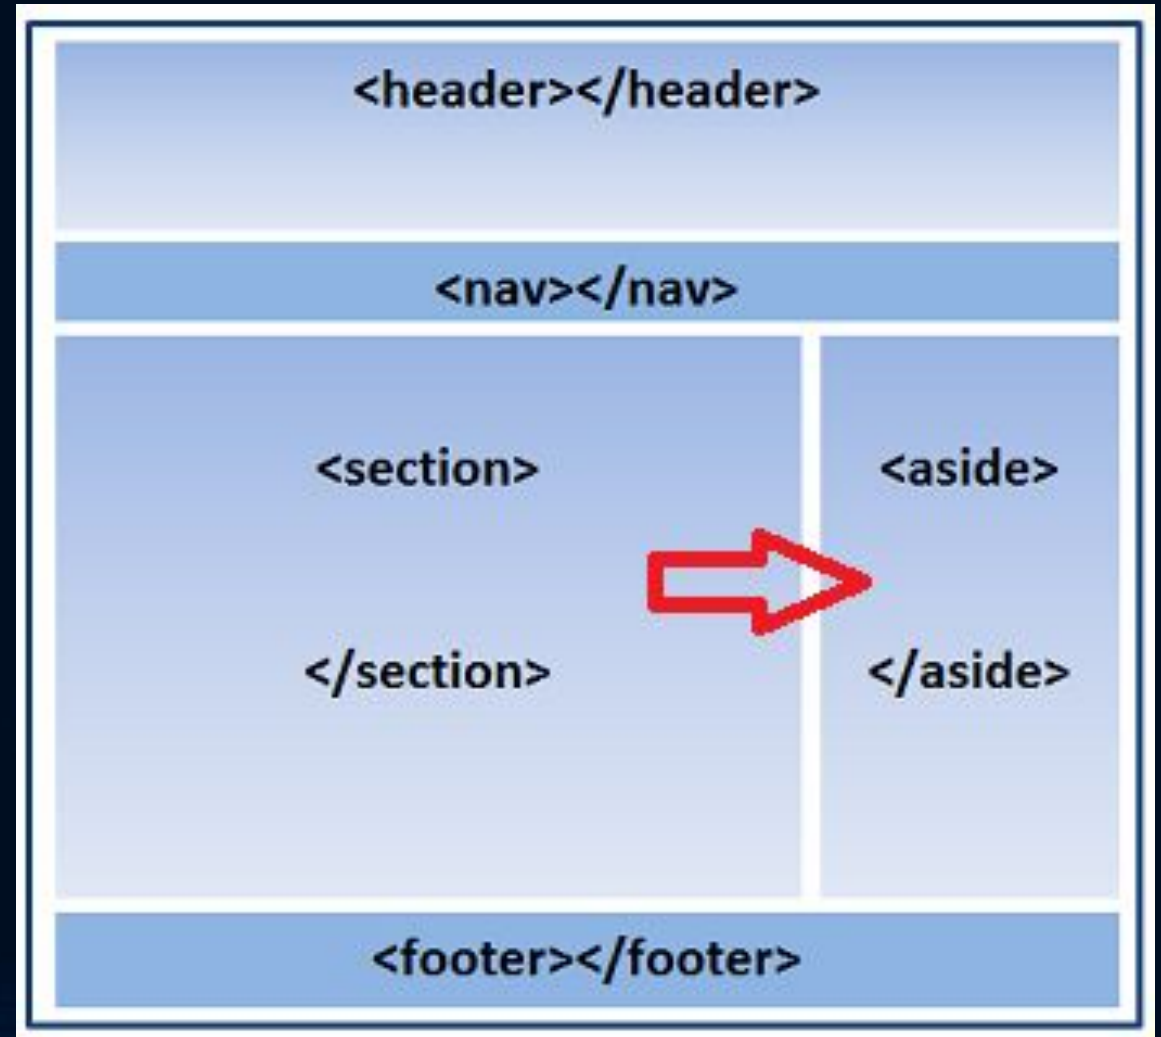 <header></header>
<nav></nav>
<section>
</section>
<aside>
</aside>
<footer></footer>